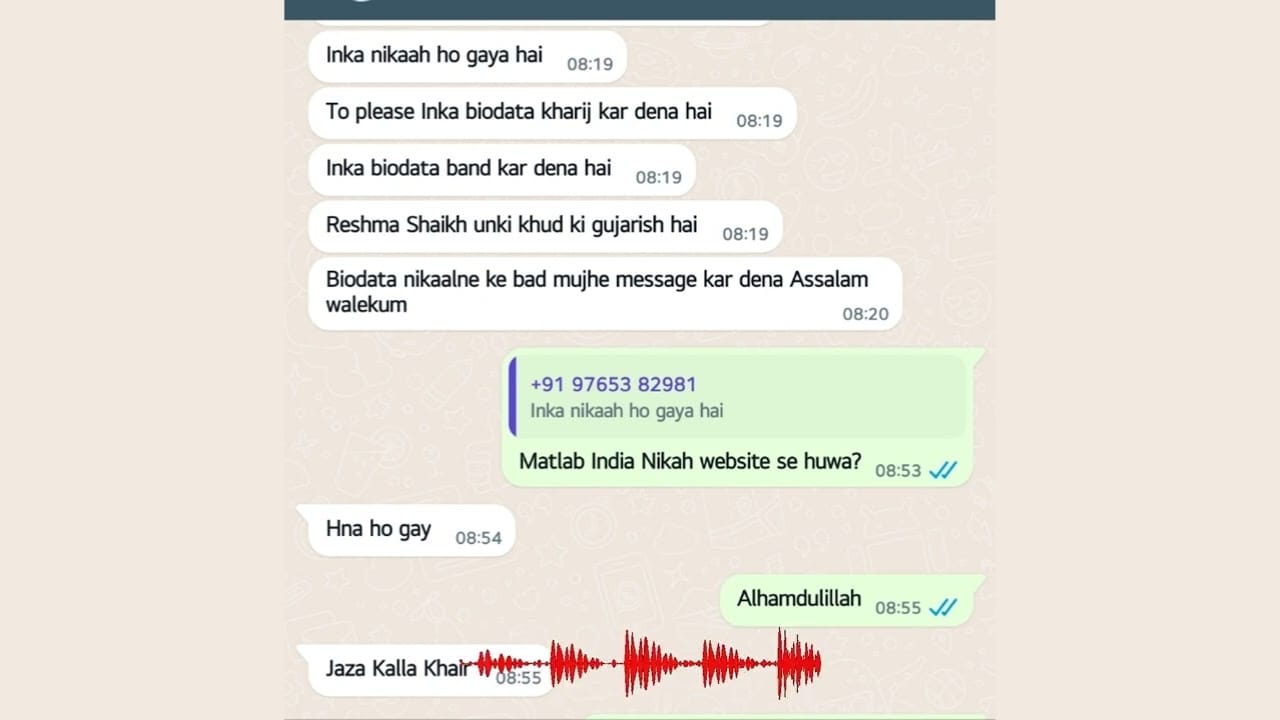 Inka nikaah ho gaya hai 08:19
To please Inka biodata kharij kar dena hai 08:19
Inka biodata band kar dena hai 08:19
Reshma Shaikh unki khud ki gujarish hai 08:19
Biodata nikaalne ke bad mujhe message kar dena Assalam
walekum
08:20
+91 97653 82981
Inka nikaah ho gaya hai
Matlab India Nikah website se huwa? 08:53
Hna ho gay 08:54
Alhamdulillah 08:55
Jaza Kalla Khair 08:55